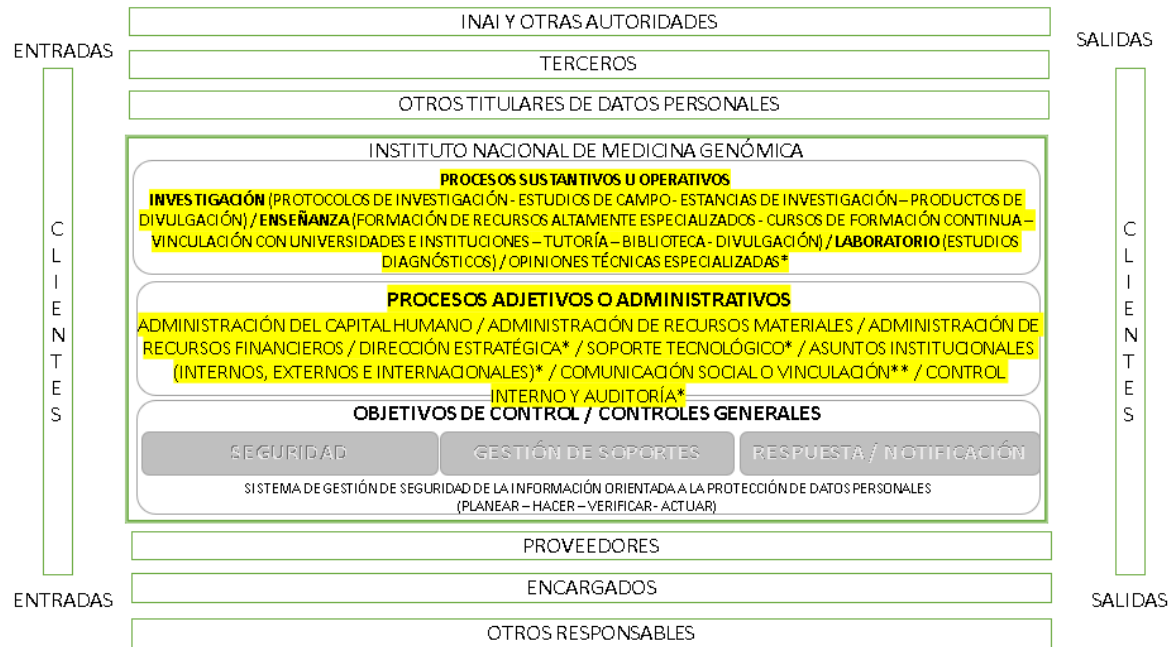 INAI Y OTRAS AUTORIDADES
ENTRADAS
SALIDAS
TERCEROS
OTROS TITULARES DE DATOS PERSONALES
INSTITUTO NACIONAL DE MEDICINA GENÓMICA
PROCESOS SUSTANTIVOS U OPERATIVOS
INVESTIGACIÓN (PROTOCOLOS DE INVESTIGACIÓN - ESTUDIOS DE CAMPO - ESTANCIAS DE INVESTIGACIÓN – PRODUCTOS DE
DIVULGACIÓN) / ENSEÑANZA (FORMACIÓN DE RECURSOS ALTAMENTE ESPECIALIZADOS - CURSOS DE FORMACIÓN CONTINUA –
VINCULACIÓN CON UNIVERSIDADES E INSTITUCIONES – TUTORÍA – BIBLIOTECA - DIVULGACIÓN) / LABORATORIO (ESTUDIOS
DIAGNÓSTICOS) / OPINIONES TÉCNICAS ESPECIALIZADAS*
CLIENTES
CLIENTES
PROCESOS ADJETIVOS O ADMINISTRATIVOS
ADMINISTRACIÓN DEL CAPITAL HUMANO / ADMINISTRACIÓN DE RECURSOS MATERIALES / ADMINISTRACIÓN DE
RECURSOS FINANCIEROS / DIRECCIÓN ESTRATÉGICA* / SOPORTE TECNOLÓGICO* / ASUNTOS INSTITUCIONALES
(INTERNOS, EXTERNOS E INTERNACIONALES)* / COMUNICACIÓN SOCIAL O VINCULACIÓN** / CONTROL
INTERNO Y AUDITORÍA*
OBJETIVOS DE CONTROL / CONTROLES GENERALES
SEGURIDAD
GESTIÓN DE SOPORTES
RESPUESTA / NOTIFICACIÓN
SISTEMA DE GESTIÓN DE SEGURIDAD DE LA INFORMACIÓN ORIENTADA A LA PROTECCIÓN DE DATOS PERSONALES
(PLANEAR – HACER – VERIFICAR- ACTUAR)
PROVEEDORES
ENCARGADOS
ENTRADAS
SALIDAS
OTROS RESPONSABLES